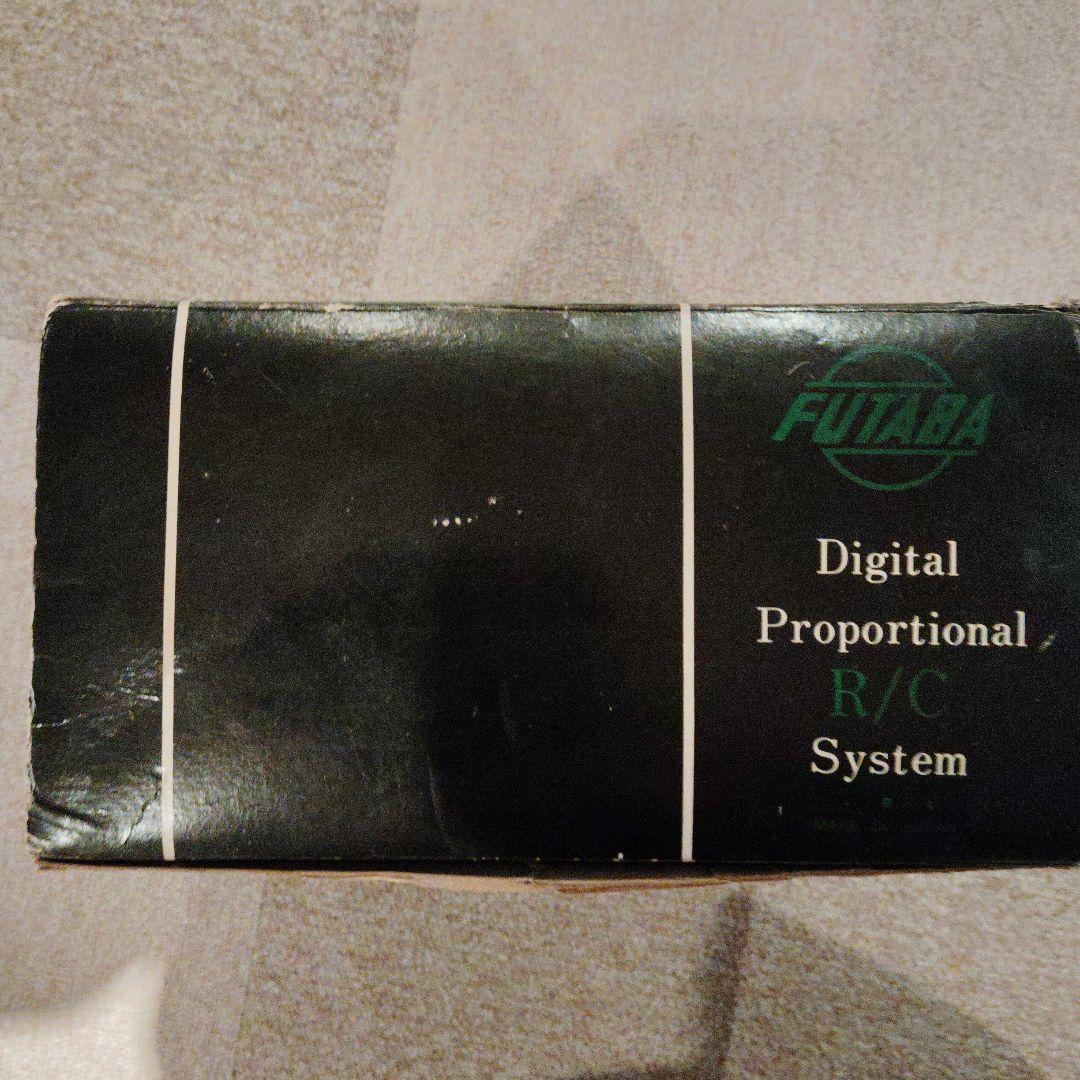 FUTABA
Digital
Proportional
R/C
System